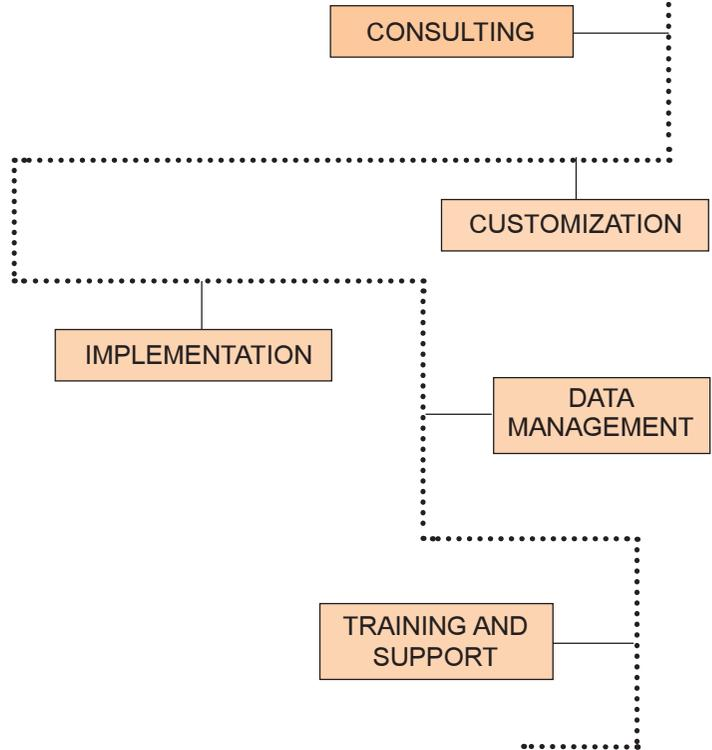 CONSULTING
CUSTOMIZATION
IMPLEMENTATION
DATA
MANAGEMENT
TRAINING AND
SUPPORT